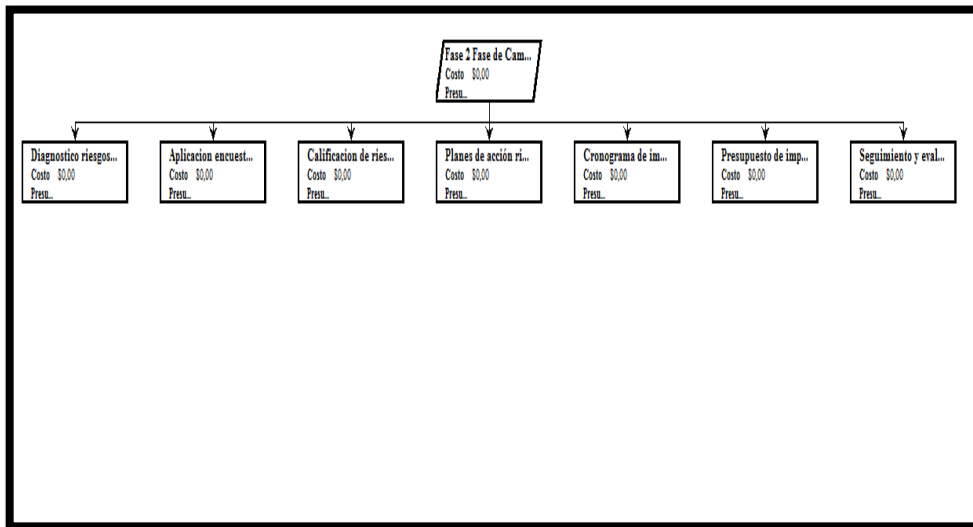 Fase 2 Fase de Cam...
Costo $0,00
Presu...
Diagnostico riesgos...
Costo $0,00
Presu...
Aplicacion encuest...
Costo $0,00
Presu...
Calificacion de ries...
Costo $0,00
Presu...
Planes de acción ri...
Costo $0,00
Presu...
Cronograma de im...
Costo $0,00
Presu...
Presupuesto de imp...
Costo $0,00
Presu...
Seguimiento y eval...
Costo $0,00
Presu...